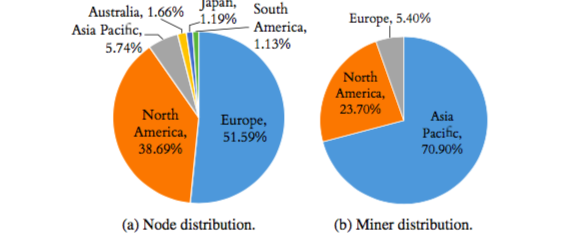 Australia, 1.66%
Japan,
1.19%
South
America,
1.13%
Asia Pacific,
5.74%
North
America,
38.69%
Europe,
51.59%
(a) Node distribution.
Europe, 5.40%
North
America,
23.70%
Asia
Pacific,
70.90%
(b) Miner distribution.